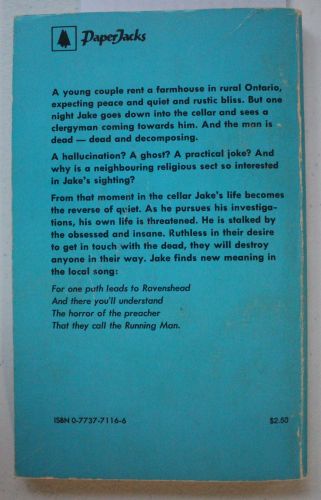 PaperJacks
A young couple rent a farmhouse in rural Ontario,
expecting peace and quiet and rustic bliss. But one
night Jake goes down into the cellar and sees a
clergyman coming towards him. And the man is
dead — dead and decomposing.
A hallucination? A ghost? A practical joke? And
why is a neighbouring religious sect so interested
in Jake's sighting?
From that moment in the cellar Jake's life becomes
the reverse of quiet. As he pursues his investiga-
tions, his own life is threatened. He is stalked by
the obsessed and insane. Ruthless in their desire
to get in touch with the dead, they will destroy
anyone in their way. Jake finds new meaning in
the local song:
For one path leads to Ravenshead
And there you'll understand
The horror of the preacher
That they call the Running Man.
ISBN 0-7737-7116-6 $2.50